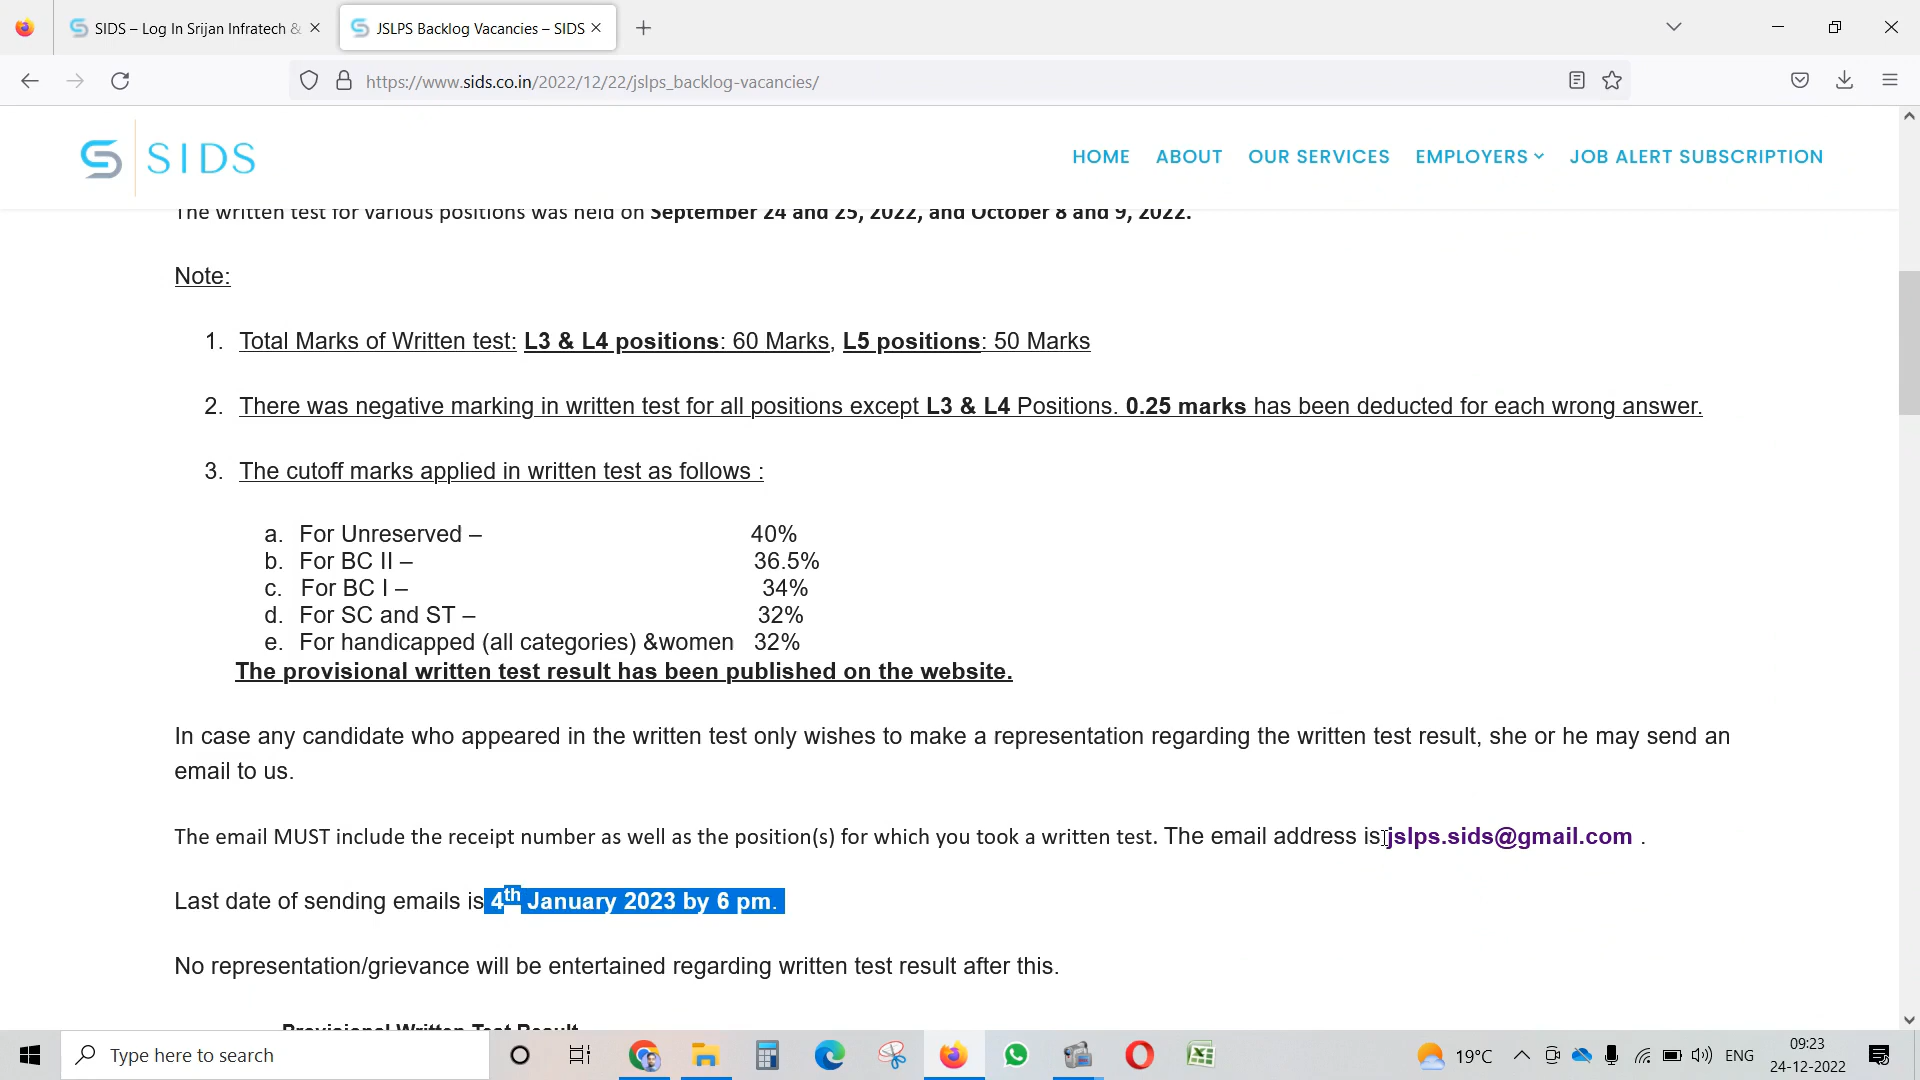 SIDS – Log In Srijan Infratech &
JSLPS Backlog Vacancies – SIDS
https://www.sids.co.in/2022/12/22/jslps_backlog-vacancies/
SIDS
HOME ABOUT OUR SERVICES EMPLOYERS JOB ALERT SUBSCRIPTION
The written test for various positions was held on September 24 and 25, 2022, and October 8 and 9, 2022.
Note:
1. Total Marks of Written test: L3 & L4 positions: 60 Marks, L5 positions: 50 Marks
2. There was negative marking in written test for all positions except L3 & L4 Positions. 0.25 marks has been deducted for each wrong answer.
3. The cutoff marks applied in written test as follows :
a. For Unreserved – 40%
b. For BC II – 36.5%
c. For BC I – 34%
d. For SC and ST – 32%
e. For handicapped (all categories) &women 32%
The provisional written test result has been published on the website.
In case any candidate who appeared in the written test only wishes to make a representation regarding the written test result, she or he may send an
email to us.
The email MUST include the receipt number as well as the position(s) for which you took a written test. The email address is jslps.sids@gmail.com .
Last date of sending emails is 4th January 2023 by 6 pm.
No representation/grievance will be entertained regarding written test result after this.
Provisional Written Test Result
Type here to search
19°C
ENG
09:23
24-12-2022